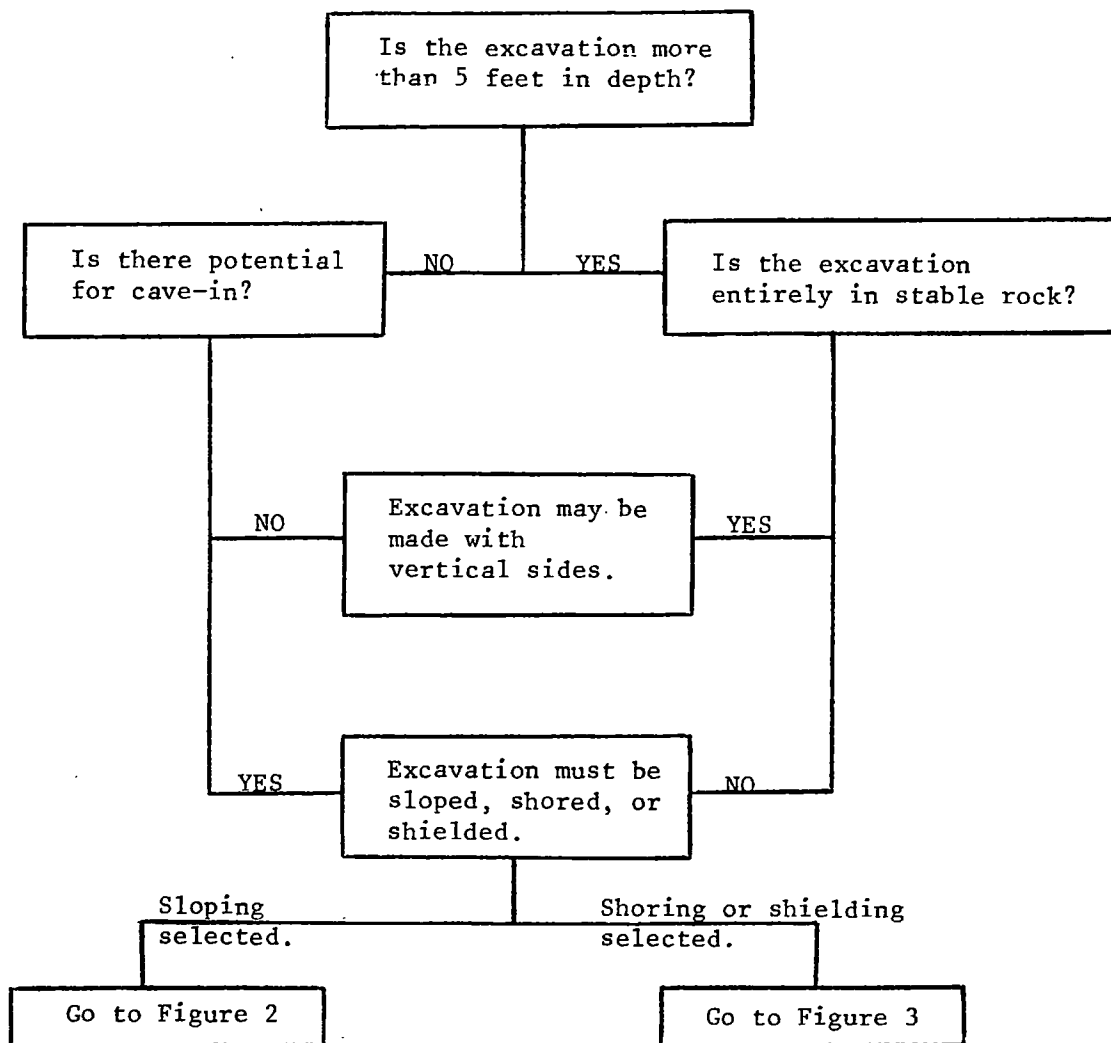 Is the excavation more
than 5 feet in depth?
Is there potential
for cave-in?
NO
YES
Is the excavation
entirely in stable rock?
NO
Excavation may be
made with
vertical sides.
YES
YES
Excavation must be
sloped, shored, or
shielded.
NO
Sloping
selected.
Shoring or shielding
selected.
Go to Figure 2
Go to Figure 3